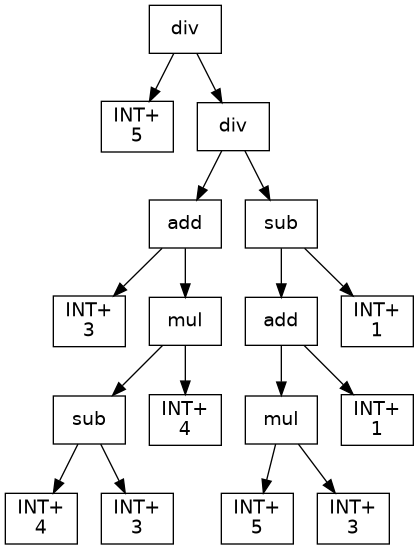 div
INT+
5
div
add
sub
INT+
3
mul
add
INT+
1
sub
INT+
4
mul
INT+
1
INT+
4
INT+
3
INT+
5
INT+
3